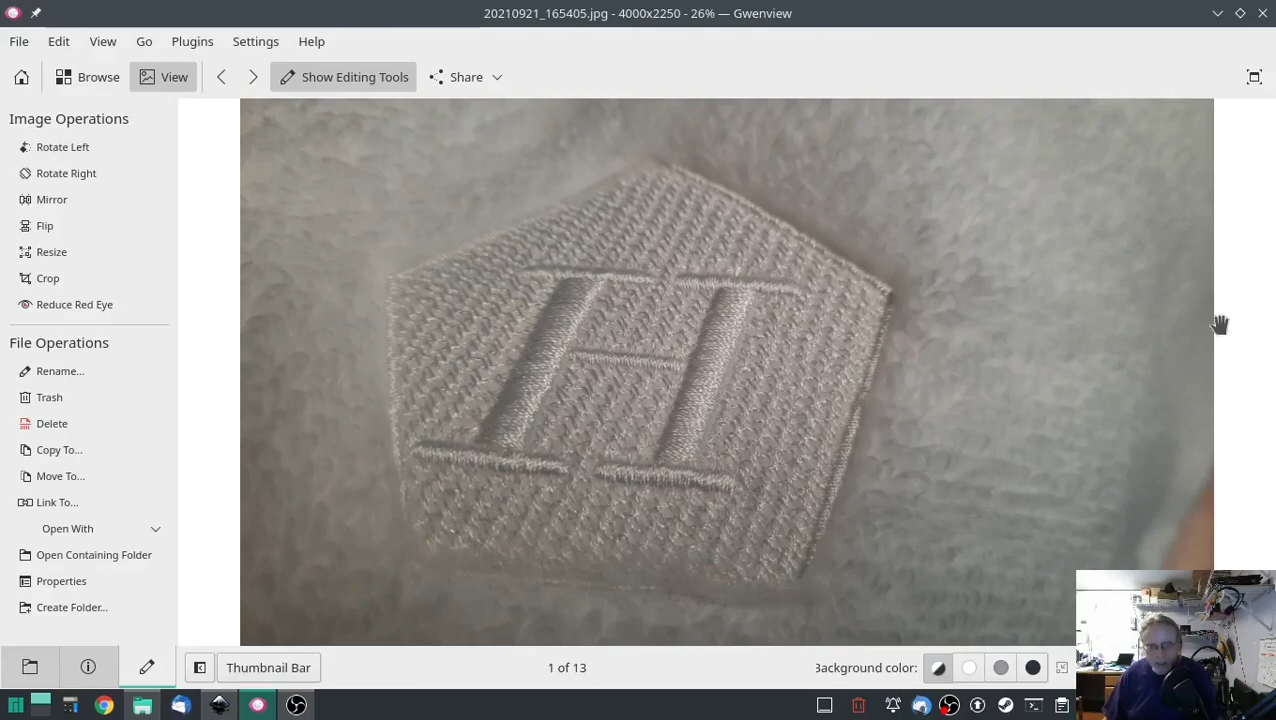 20210921_165405.jpg - 4000x2250 - 26% — Gwenview
File Edit View Go Plugins Settings Help
Browse View Show Editing Tools Share
Image Operations
Rotate Left
Rotate Right
Mirror
Flip
Resize
Crop
Reduce Red Eye
File Operations
Rename...
Trash
Delete
Copy To...
Move To...
Link To...
Open With
Open Containing Folder
Properties
Create Folder...
H
Thumbnail Bar 1 of 13 Background color: